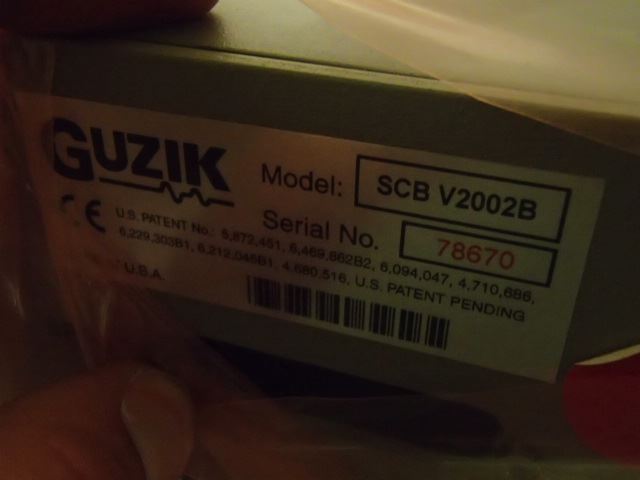 GUZIK
Model: SCB V2002B
Serial No. 78670
CE
U.S. PATENT No.: 5,872,451, 6,469,862B2, 6,094,047, 4,710,686,
6,229,303B1, 6,212,045B1, 4,680,516, U.S. PATENT PENDING
U.S.A.